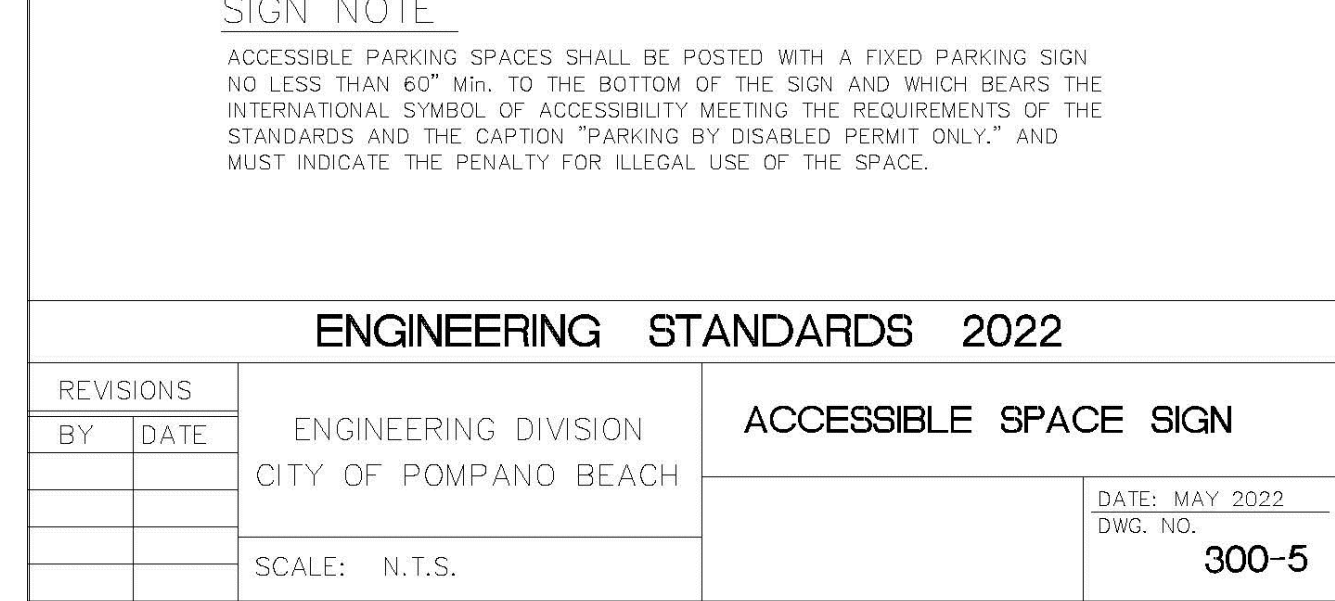 SIGN NOTE
ACCESSIBLE PARKING SPACES SHALL BE POSTED WITH A FIXED PARKING SIGN
NO LESS THAN 60" Min. TO THE BOTTOM OF THE SIGN AND WHICH BEARS THE
INTERNATIONAL SYMBOL OF ACCESSIBILITY MEETING THE REQUIREMENTS OF THE
STANDARDS AND THE CAPTION "PARKING BY DISABLED PERMIT ONLY." AND
MUST INDICATE THE PENALTY FOR ILLEGAL USE OF THE SPACE.
ENGINEERING STANDARDS 2022
REVISIONS
BY DATE
ENGINEERING DIVISION
CITY OF POMPANO BEACH
SCALE: N.T.S.
ACCESSIBLE SPACE SIGN
DATE: MAY 2022
DWG. NO.
300-5